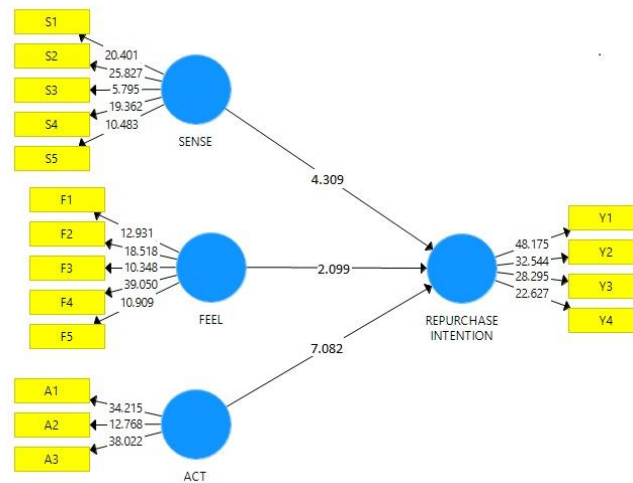 S1
20.401
S2
25.827
S3
5.795
S4
19.362
S5
10.483
SENSE
4.309
F1
12.931
F2
18.518
F3
10.348
F4
39.050
F5
10.909
FEEL
2.099
A1
34.215
A2
12.768
A3
38.022
ACT
7.082
REPURCHASE
INTENTION
48.175
Y1
32.544
Y2
28.295
Y3
22.627
Y4